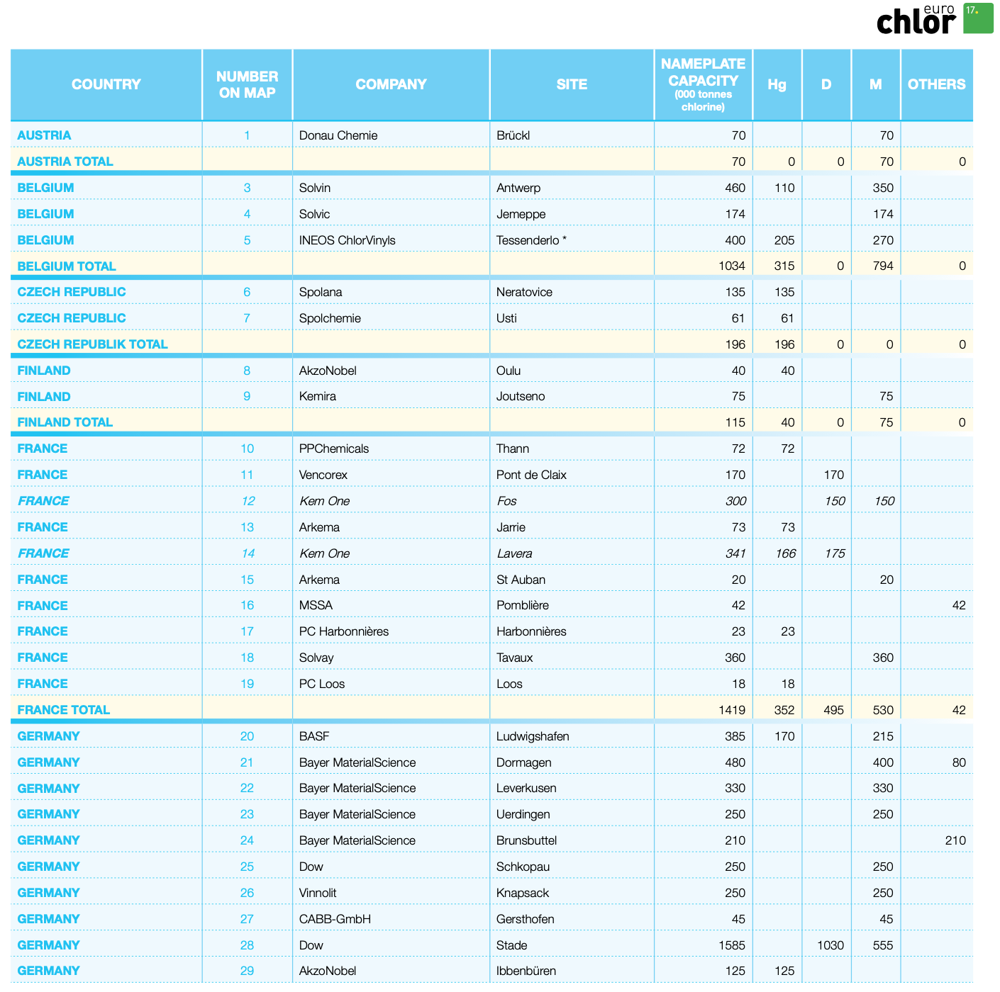 euro
chlor
17.
COUNTRY NUMBER ON MAP COMPANY SITE NAMEPLATE CAPACITY (000 tonnes chlorine) Hg D M OTHERS
AUSTRIA 1 Donau Chemie Brückl 70 70
AUSTRIA TOTAL 70 0 0 70 0
BELGIUM 3 Solvin Antwerp 460 110 350
BELGIUM 4 Solvic Jemeppe 174 174
BELGIUM 5 INEOS ChlorVinyls Tessenderlo * 400 205 270
BELGIUM TOTAL 1034 315 0 794 0
CZECH REPUBLIC 6 Spolana Neratovice 135 135
CZECH REPUBLIC 7 Spolchemie Usti 61 61
CZECH REPUBLIK TOTAL 196 196 0 0 0
FINLAND 8 AkzoNobel Oulu 40 40
FINLAND 9 Kemira Joutseno 75 75
FINLAND TOTAL 115 40 0 75 0
FRANCE 10 PPChemicals Thann 72 72
FRANCE 11 Vencorex Pont de Claix 170 170
FRANCE 12 Kem One Fos 300 150 150
FRANCE 13 Arkema Jarrie 73 73
FRANCE 14 Kem One Lavera 341 166 175
FRANCE 15 Arkema St Auban 20 20
FRANCE 16 MSSA Pomblière 42 42
FRANCE 17 PC Harbonnières Harbonnières 23 23
FRANCE 18 Solvay Tavaux 360 360
FRANCE 19 PC Loos Loos 18 18
FRANCE TOTAL 1419 352 495 530 42
GERMANY 20 BASF Ludwigshafen 385 170 215
GERMANY 21 Bayer MaterialScience Dormagen 480 400 80
GERMANY 22 Bayer MaterialScience Leverkusen 330 330
GERMANY 23 Bayer MaterialScience Uerdingen 250 250
GERMANY 24 Bayer MaterialScience Brunsbuttel 210 210
GERMANY 25 Dow Schkopau 250 250
GERMANY 26 Vinnolit Knapsack 250 250
GERMANY 27 CABB-GmbH Gersthofen 45 45
GERMANY 28 Dow Stade 1585 1030 555
GERMANY 29 AkzoNobel Ibbenbüren 125 125